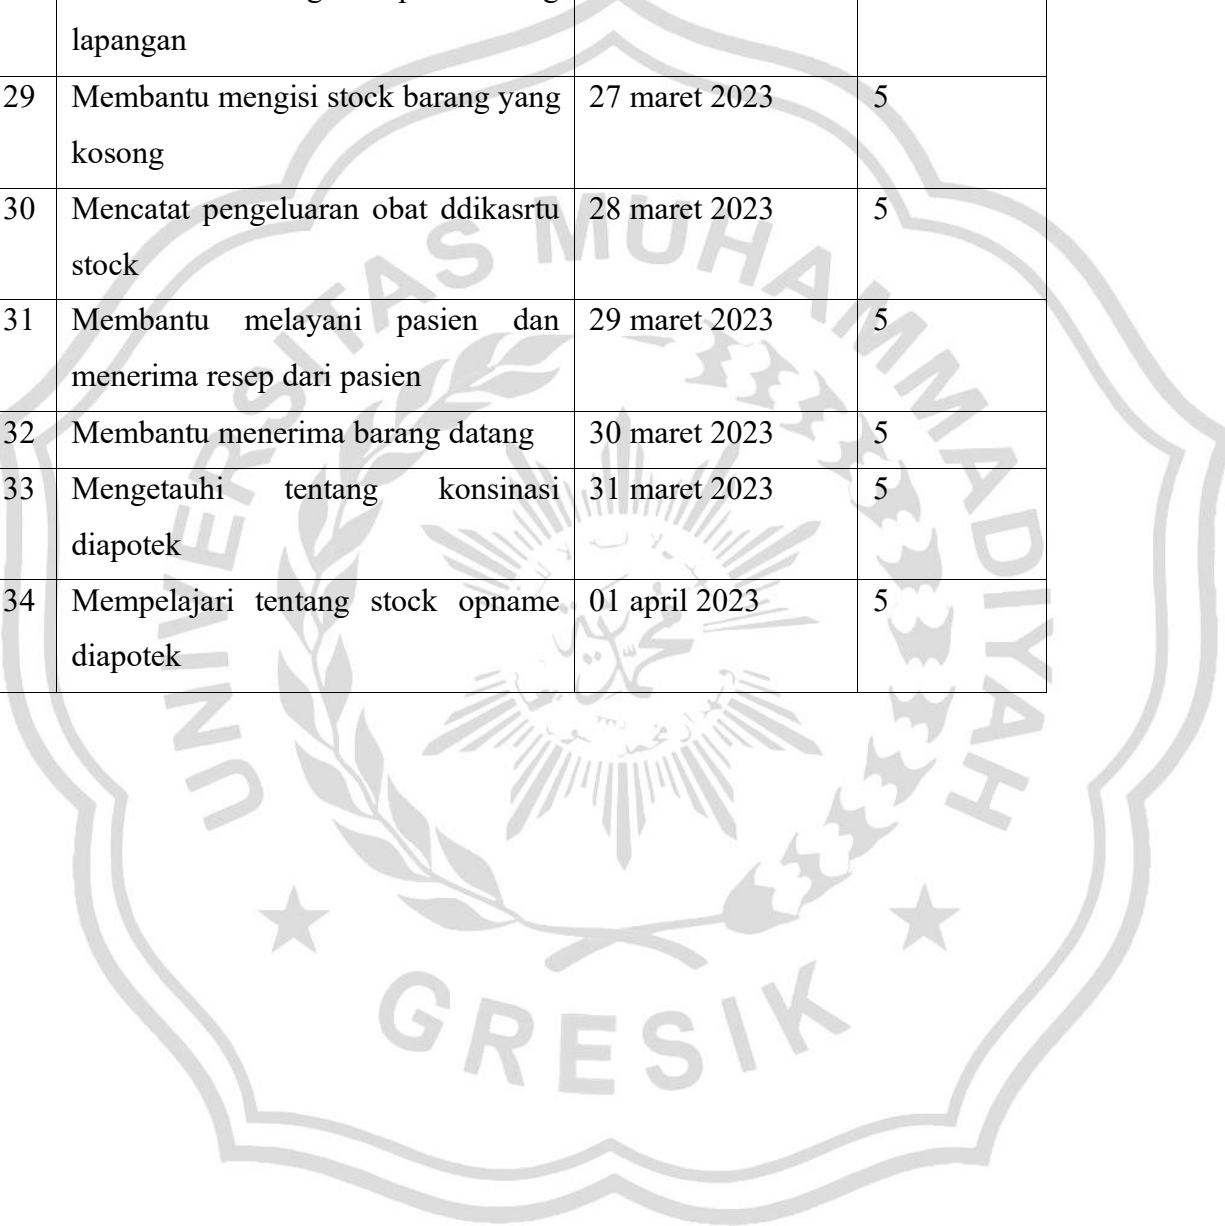 lapangan
29 Membantu mengisi stock barang yang 27 maret 2023 5
kosong
30 Mencatat pengeluaran obat ddikasrtu 28 maret 2023 5
stock
31 Membantu melayani pasien dan 29 maret 2023 5
menerima resep dari pasien
32 Membantu menerima barang datang 30 maret 2023 5
33 Mengetauhi tentang konsinasi 31 maret 2023 5
diapotek
34 Mempelajari tentang stock opname 01 april 2023 5
diapotek
UNIVERSITAS MUHAMMADIYAH
GRESIK